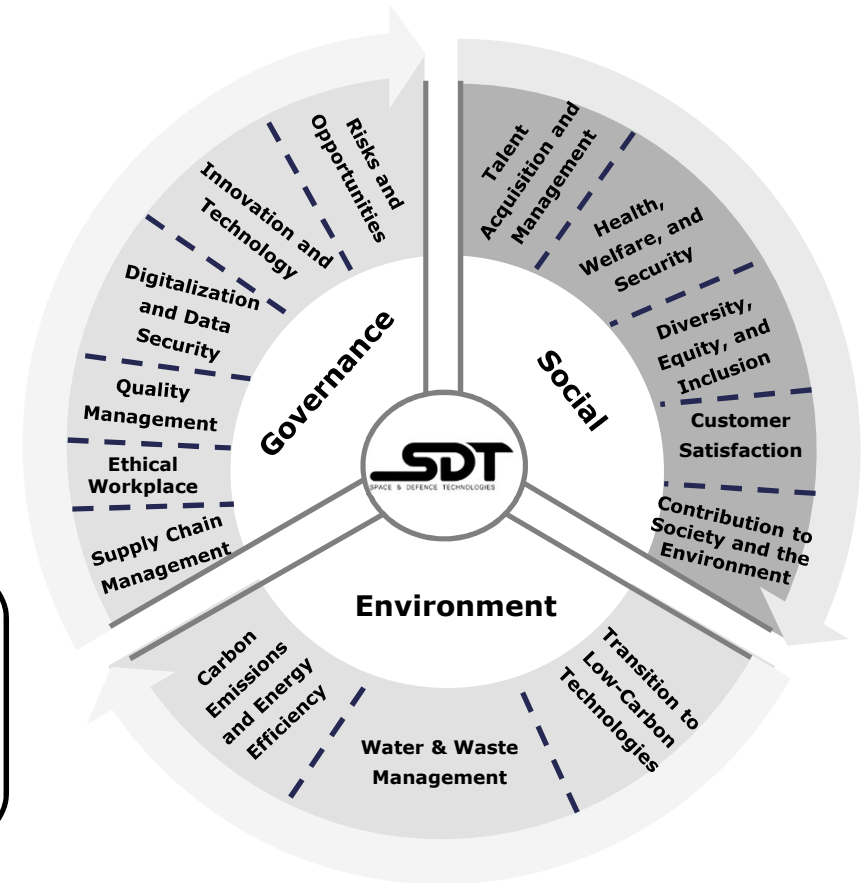 Risks and
Opportunities
Innovation and
Technology
Digitalization
and Data
Security
Quality
Management
Ethical
Workplace
Supply Chain
Management
Governance
Talent
Acquisition and
Management
Health,
Welfare, and
Security
Diversity,
Equity, and
Inclusion
Customer
Satisfaction
Contribution to
Society and the
Environment
Social
SDT
SPACE & DEFENCE TECHNOLOGIES
Environment
Carbon
Emissions
and Energy
Efficiency
Water & Waste
Management
Transition to
Low-Carbon
Technologies